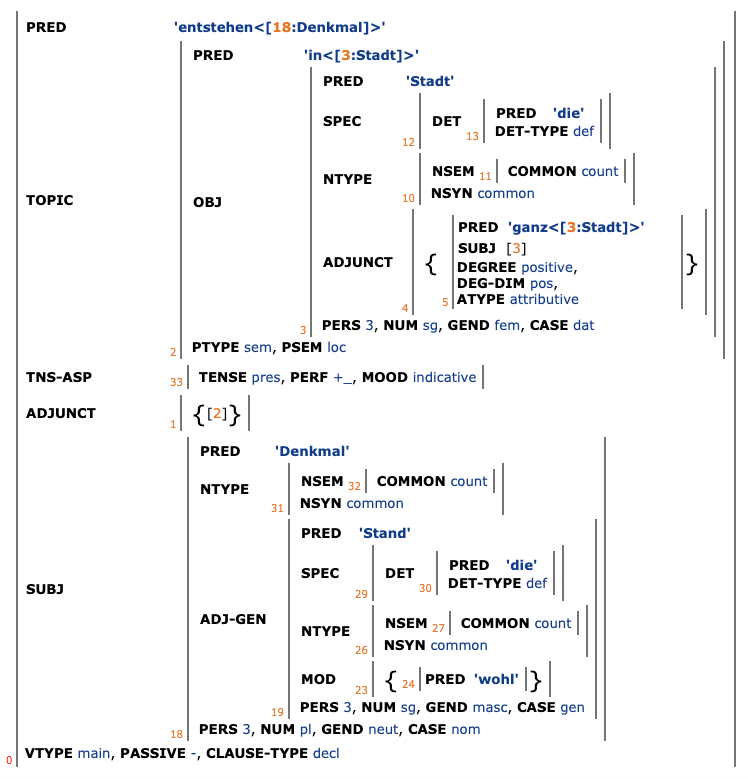 PRED 'entstehen<[18:Denkmal]>'
PRED 'in<[3:Stadt]>'
PRED 'Stadt'
PRED 'die'
SPEC DET
DET-TYPE def
12 13
NTYPE NSEM 11 COMMON count
10 NSYN common
TOPIC OBJ
PRED 'ganz<[3:Stadt]>'
SUBJ [3]
ADJUNCT { DEGREE positive, }
DEG-DIM pos,
4 5 ATYPE attributive
3 PERS 3, NUM sg, GEND fem, CASE dat
2 PTYPE sem, PSEM loc
TNS-ASP 33 TENSE pres, PERF +_, MOOD indicative
ADJUNCT 1 {[2]}
PRED 'Denkmal'
NTYPE NSEM 32 COMMON count
31 NSYN common
PRED 'Stand'
PRED 'die'
SPEC DET
DET-TYPE def
29 30
SUBJ
ADJ-GEN
NTYPE NSEM 27 COMMON count
26 NSYN common
MOD 23 { 24 PRED 'wohl' }
19 PERS 3, NUM sg, GEND masc, CASE gen
18 PERS 3, NUM pl, GEND neut, CASE nom
0 VTYPE main, PASSIVE -, CLAUSE-TYPE decl